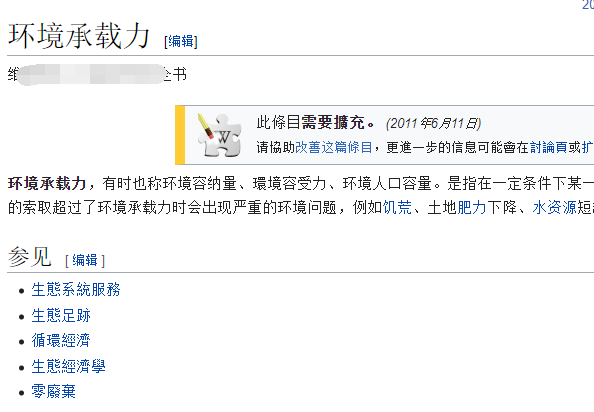 20
环境承载力 [编辑]
维 全书
此條目需要擴充。 (2011年6月11日)
请協助改善这篇條目，更進一步的信息可能會在討論頁或扩
环境承载力，有时也称环境容纳量、環境容受力、环境人口容量。是指在一定条件下某一
的索取超过了环境承载力时会出现严重的环境问题，例如饥荒、土地肥力下降、水资源短
参见 [编辑]
生態系統服務
生態足跡
循環經濟
生態經濟學
零廢棄